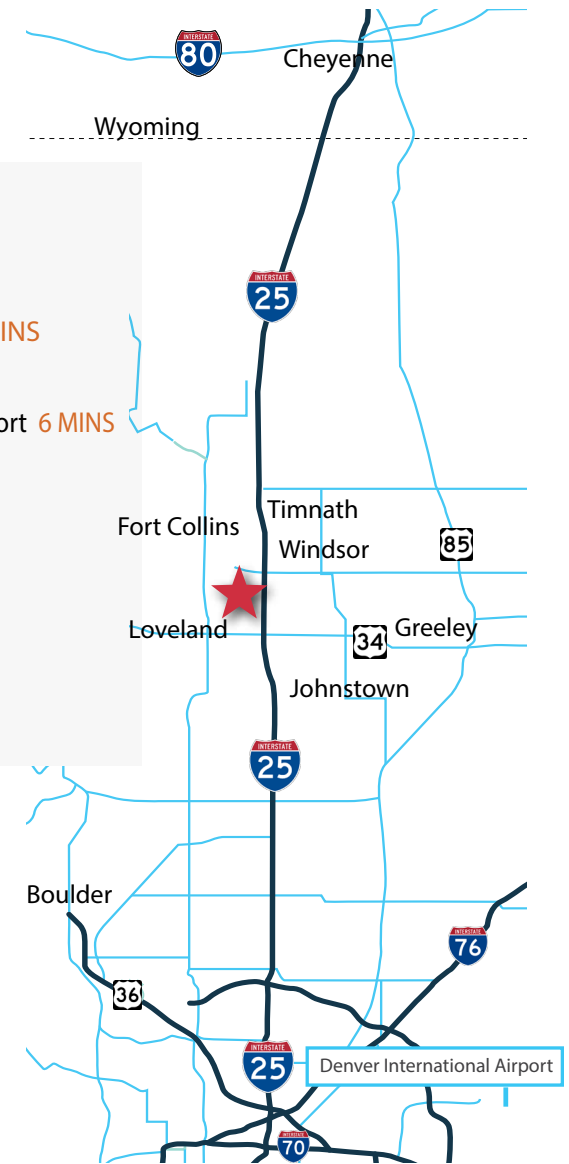 INTERSTATE
80
Cheyenne
Wyoming
INTERSTATE
25
INS
ort 6 MINS
Timnath
Fort Collins
Windsor
85
Loveland
34
Greeley
Johnstown
INTERSTATE
25
Boulder
INTERSTATE
76
36
INTERSTATE
25
Denver International Airport
INTERSTATE
70